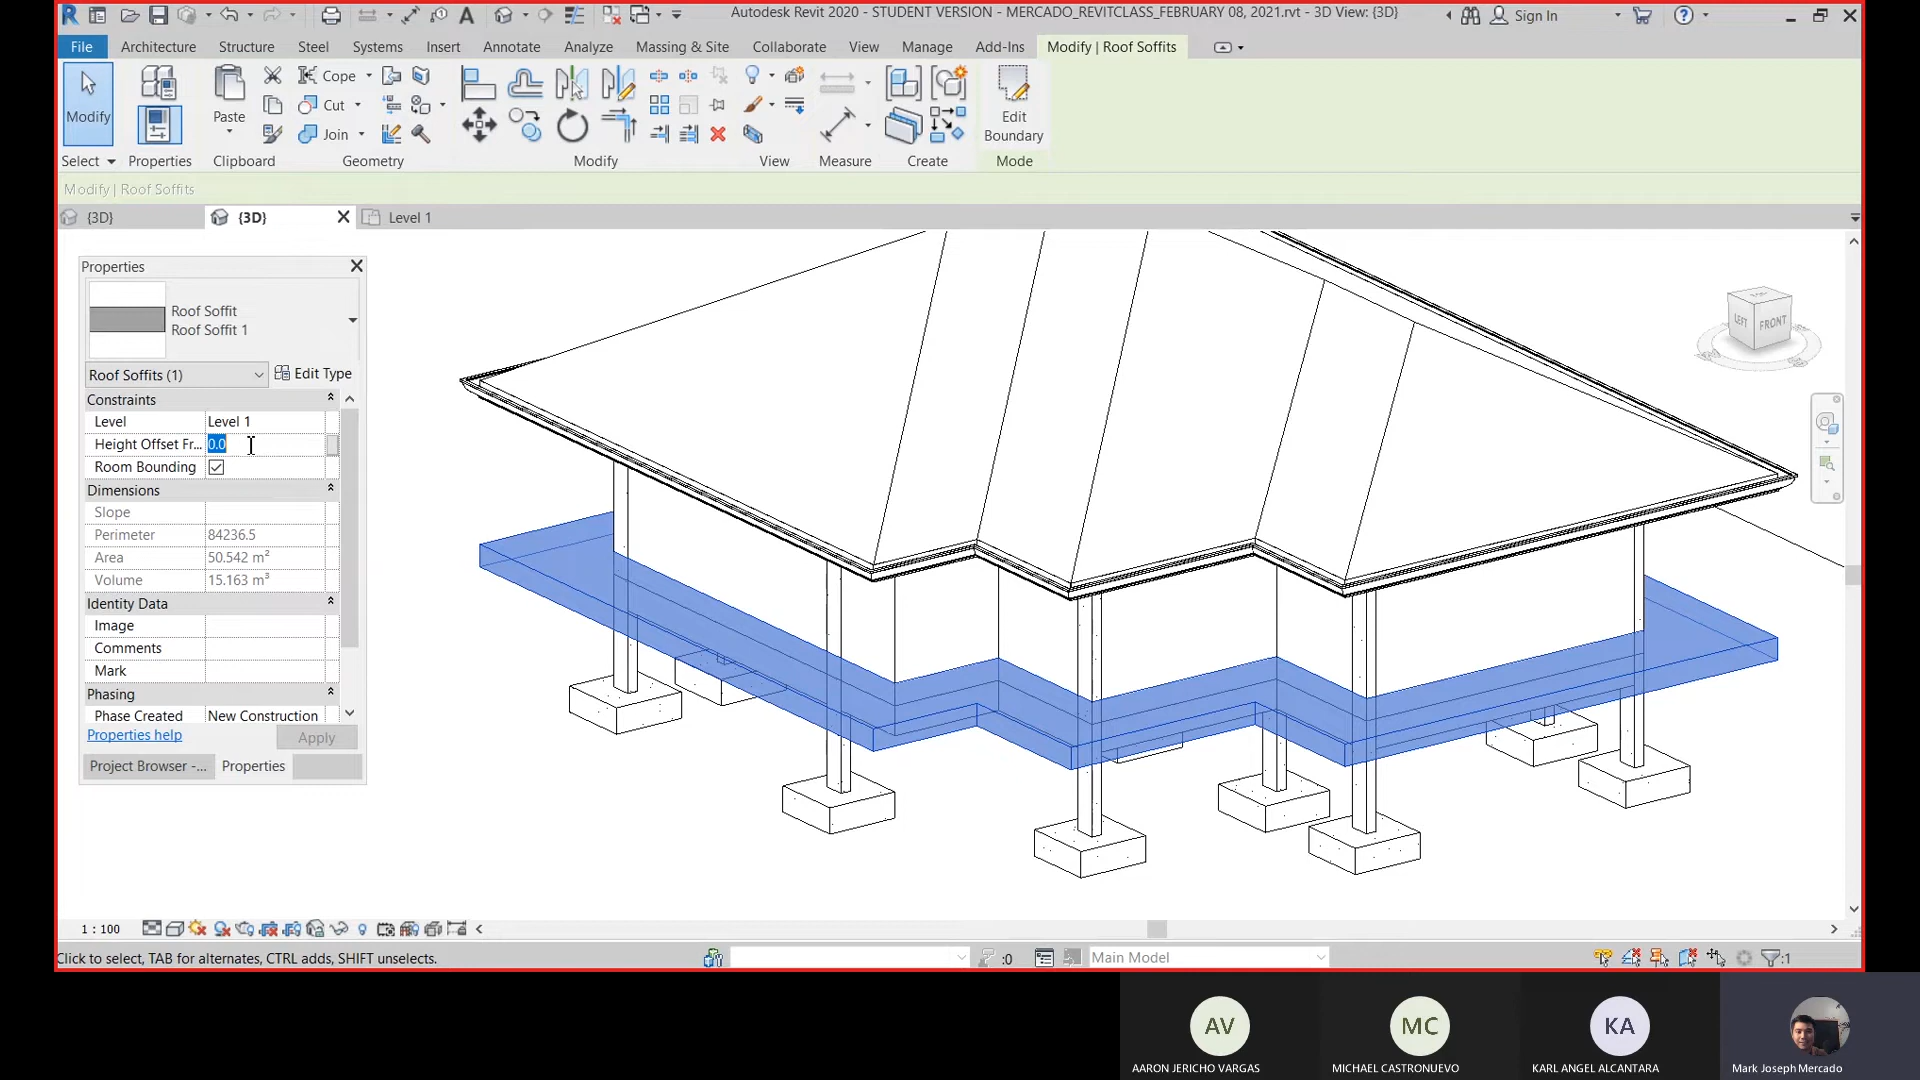 Autodesk Revit 2020 - STUDENT VERSION - MERCADO_REVITCLASS_FEBRUARY 08, 2021.rvt - 3D View: {3D}
Sign In
File Architecture Structure Steel Systems Insert Annotate Analyze Massing & Site Collaborate View Manage Add-Ins Modify | Roof Soffits
Modify
Paste
Cope
Cut
Join
Edit
Boundary
Select Properties Clipboard Geometry Modify View Measure Create Mode
Modify | Roof Soffits
{3D} {3D} Level 1
Properties
Roof Soffit
Roof Soffit 1
Roof Soffits (1) Edit Type
Constraints
Level Level 1
Height Offset Fr... 0.0
Room Bounding
Dimensions
Slope
Perimeter 84236.5
Area 50.542 m²
Volume 15.163 m³
Identity Data
Image
Comments
Mark
Phasing
Phase Created New Construction
Properties help Apply
Project Browser -... Properties
LEFT FRONT
1 : 100
Click to select, TAB for alternates, CTRL adds, SHIFT unselects.
:0
Main Model
:1
AV MC KA
AARON JERICHO VARGAS MICHAEL CASTRONUEVO KARL ANGEL ALCANTARA Mark Joseph Mercado